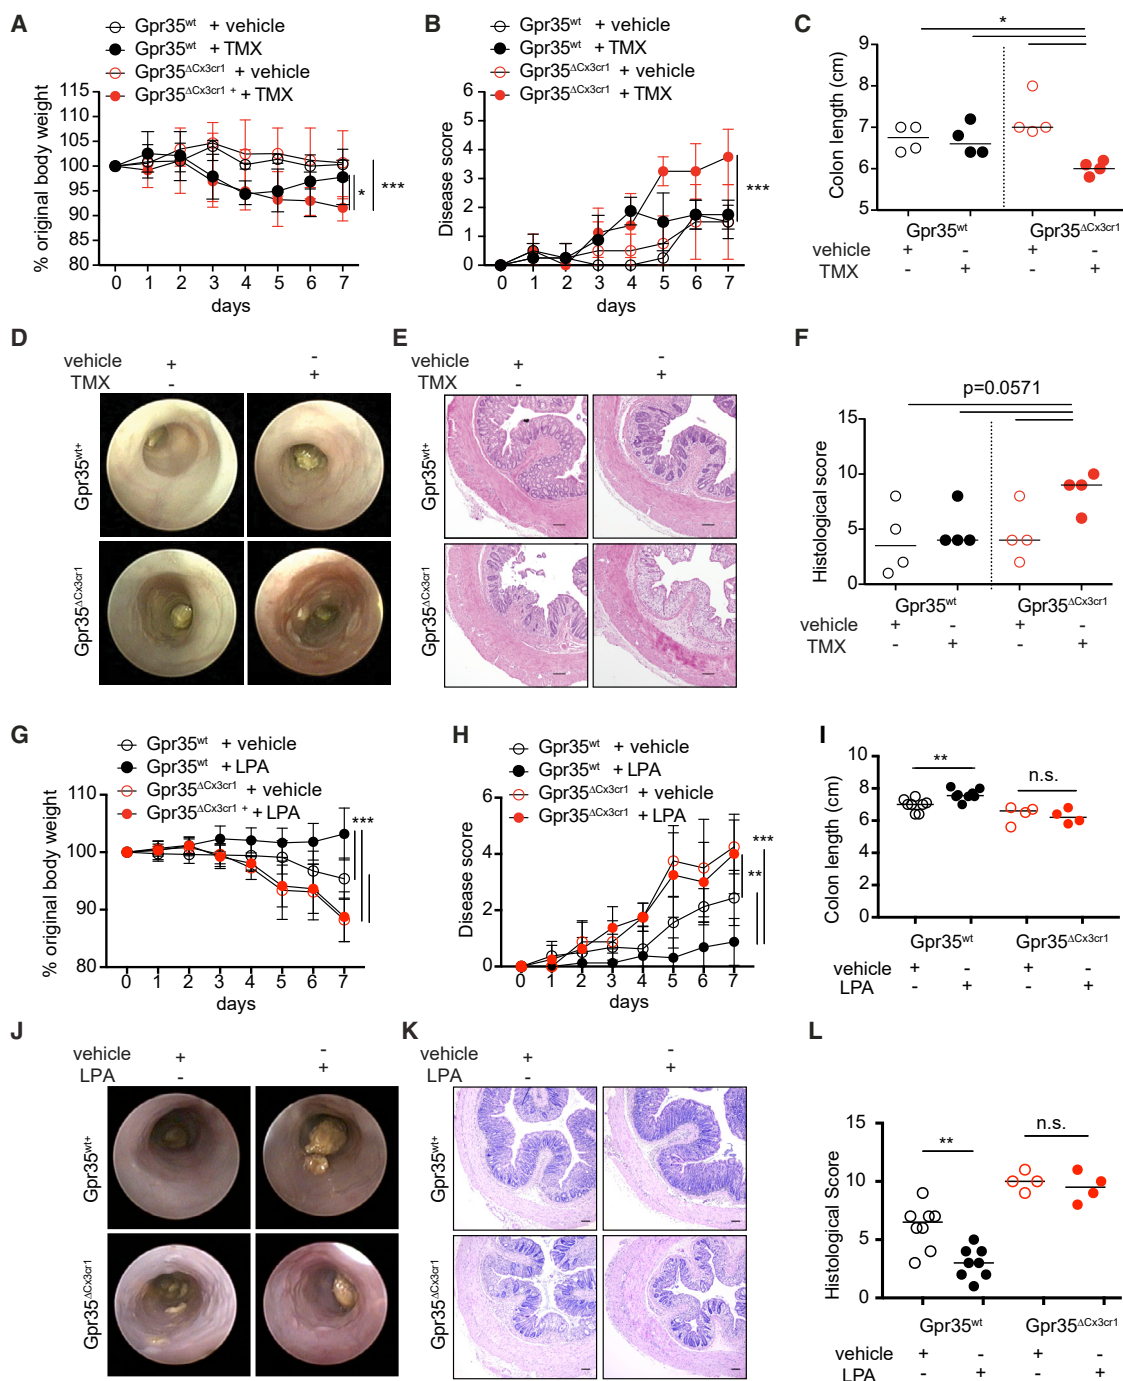 A
Gpr35wt + vehicle
Gpr35wt + TMX
Gpr35ΔCx3cr1 + vehicle
Gpr35ΔCx3cr1 + + TMX
% original body weight
115
110
105
100
95
90
85
80
0 1 2 3 4 5 6 7
days
*
***
B
Gpr35wt + vehicle
Gpr35wt + TMX
Gpr35ΔCx3cr1 + vehicle
Gpr35ΔCx3cr1 + TMX
Disease score
6
4
2
0
0 1 2 3 4 5 6 7
days
***
C
*
Colon length (cm)
9
8
7
6
5
Gpr35wt Gpr35ΔCx3cr1
vehicle + - + -
TMX - + - +
D
vehicle + -
TMX - +
Gpr35wt+
Gpr35ΔCx3cr1
E
vehicle + -
TMX - +
Gpr35wt+
Gpr35ΔCx3cr1
F
p=0.0571
Histological score
15
10
5
0
Gpr35wt Gpr35ΔCx3cr1
vehicle + - + -
TMX - + - +
G
Gpr35wt + vehicle
Gpr35wt + LPA
Gpr35ΔCx3cr1 + vehicle
Gpr35ΔCx3cr1 + + LPA
% original body weight
110
100
90
80
0 1 2 3 4 5 6 7
days
***
H
Gpr35wt + vehicle
Gpr35wt + LPA
Gpr35ΔCx3cr1 + vehicle
Gpr35ΔCx3cr1 + LPA
Disease score
6
4
2
0
0 1 2 3 4 5 6 7
days
***
**
I
** n.s.
Colon length (cm)
10
8
6
4
2
0
Gpr35wt Gpr35ΔCx3cr1
vehicle + - + -
LPA - + - +
J
vehicle + -
LPA - +
Gpr35wt+
Gpr35ΔCx3cr1
K
vehicle + -
LPA - +
Gpr35wt+
Gpr35ΔCx3cr1
L
** n.s.
Histological Score
15
10
5
0
Gpr35wt Gpr35ΔCx3cr1
vehicle + - + -
LPA - + - +